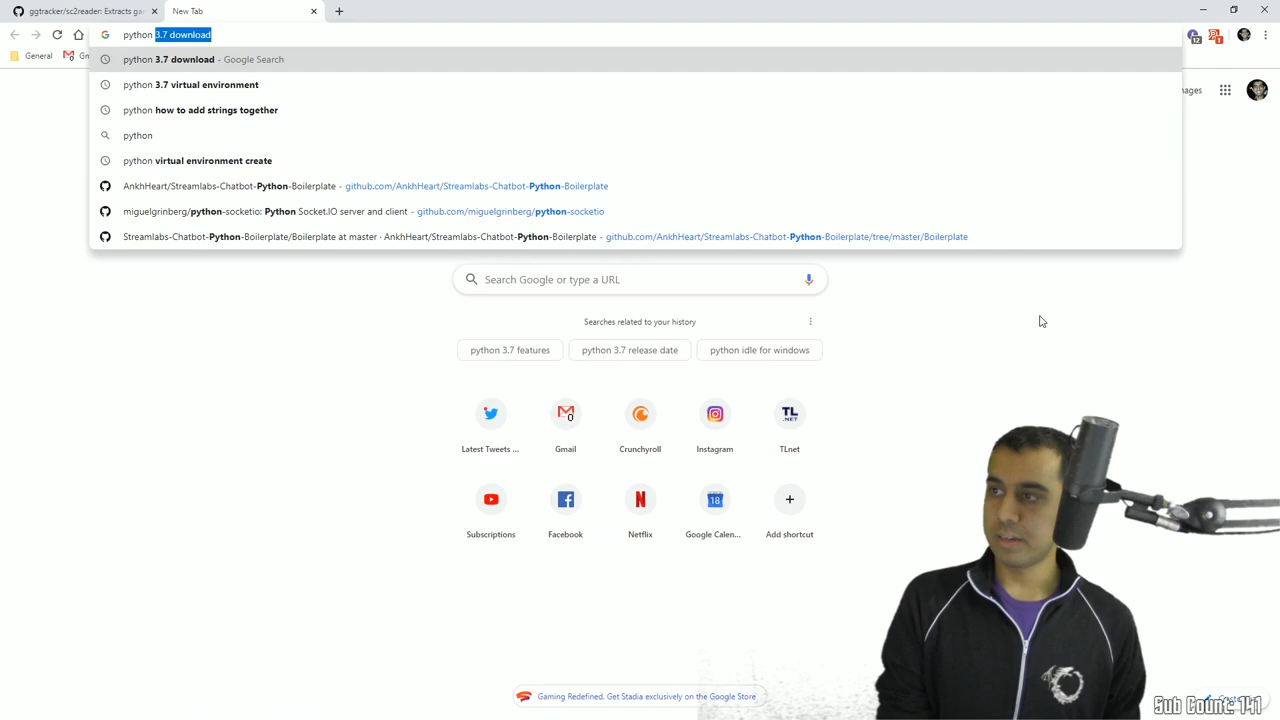 ggtracker/sc2reader: Extracts ga
New Tab
python 3.7 download
12
1
General
python 3.7 download - Google Search
python 3.7 virtual environment
python how to add strings together
python
python virtual environment create
AnkhHeart/Streamlabs-Chatbot-Python-Boilerplate - github.com/AnkhHeart/Streamlabs-Chatbot-Python-Boilerplate
miguelgrinberg/python-socketio: Python Socket.IO server and client - github.com/miguelgrinberg/python-socketio
Streamlabs-Chatbot-Python-Boilerplate/Boilerplate at master · AnkhHeart/Streamlabs-Chatbot-Python-Boilerplate - github.com/AnkhHeart/Streamlabs-Chatbot-Python-Boilerplate/tree/master/Boilerplate
Search Google or type a URL
Searches related to your history
python 3.7 features
python 3.7 release date
python idle for windows
0
TL
.NET
Latest Tweets ...
Gmail
Crunchyroll
Instagram
TLnet
18
Subscriptions
Facebook
Netflix
Google Calen...
Add shortcut
Gaming Redefined. Get Stadia exclusively on the Google Store
Sub Count: 141